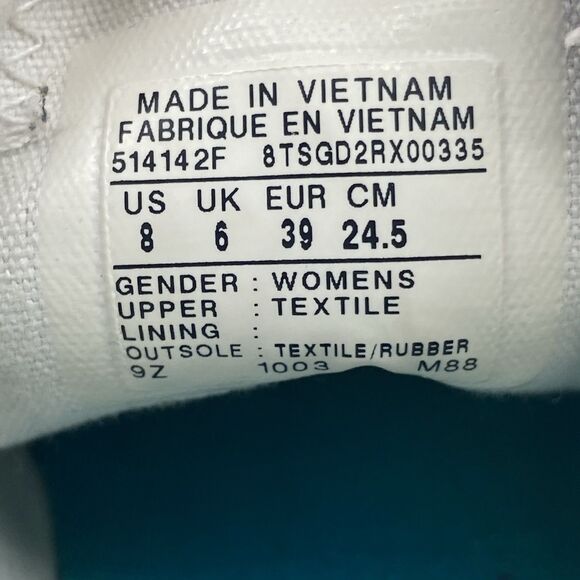 MADE IN VIETNAM
FABRIQUE EN VIETNAM
514142F 8TSGD2RX00335
US UK EUR CM
8 6 39 24.5
GENDER : WOMENS
UPPER : TEXTILE
LINING :
OUTSOLE : TEXTILE/RUBBER
9Z 1003 M88